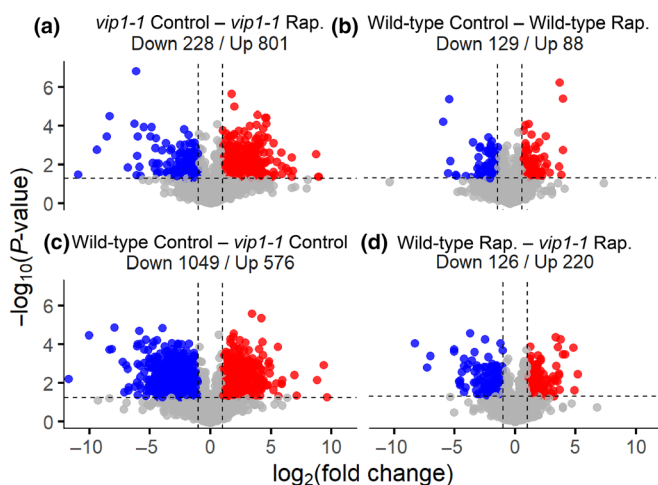 (a) vip1-1 Control – vip1-1 Rap.
Down 228 / Up 801
(b) Wild-type Control – Wild-type Rap.
Down 129 / Up 88
6
4
2
0
(c) Wild-type Control – vip1-1 Control
Down 1049 / Up 576
(d) Wild-type Rap. – vip1-1 Rap.
Down 126 / Up 220
6
4
2
0
−10 −5 0 5 10
−10 −5 0 5 10
−log10(P-value)
log2(fold change)